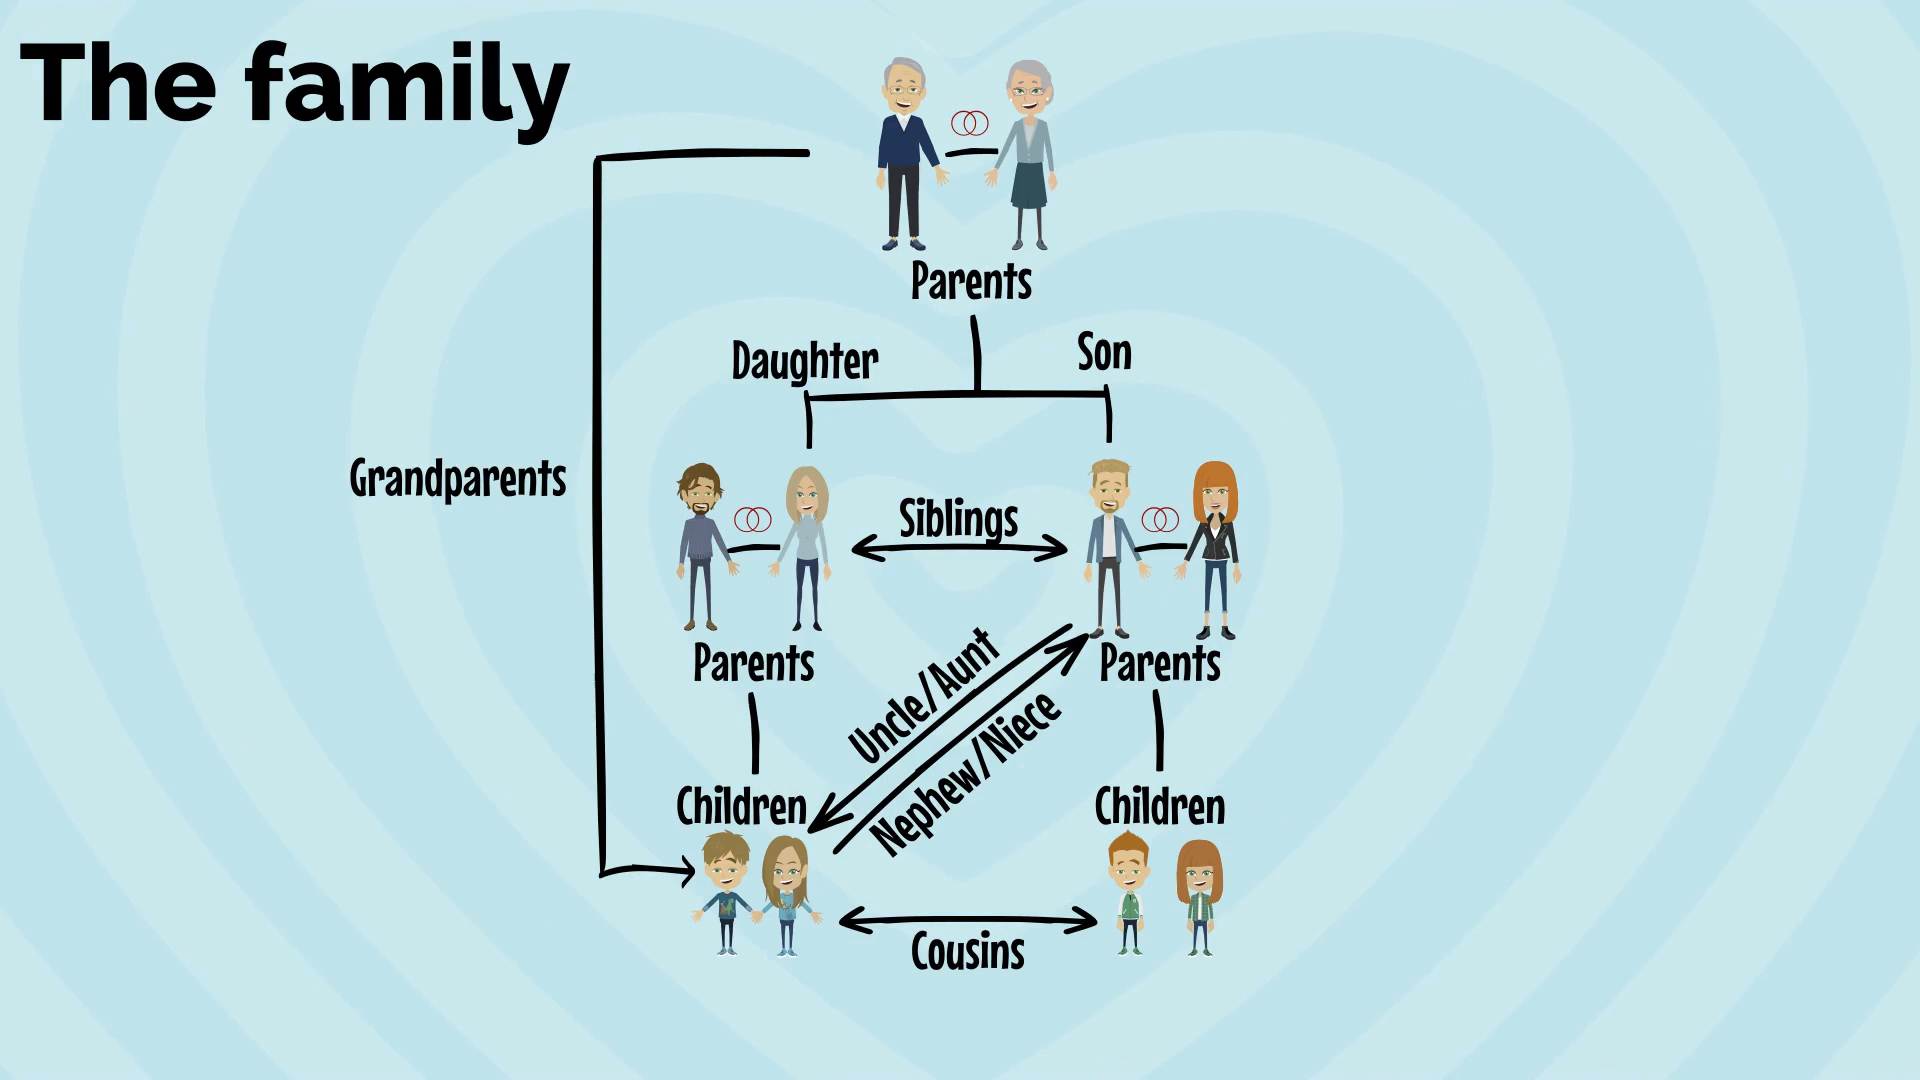 The family
Parents
Daughter
Son
Grandparents
Siblings
Parents
Parents
Uncle/Aunt
Nephew/Niece
Children
Children
Cousins